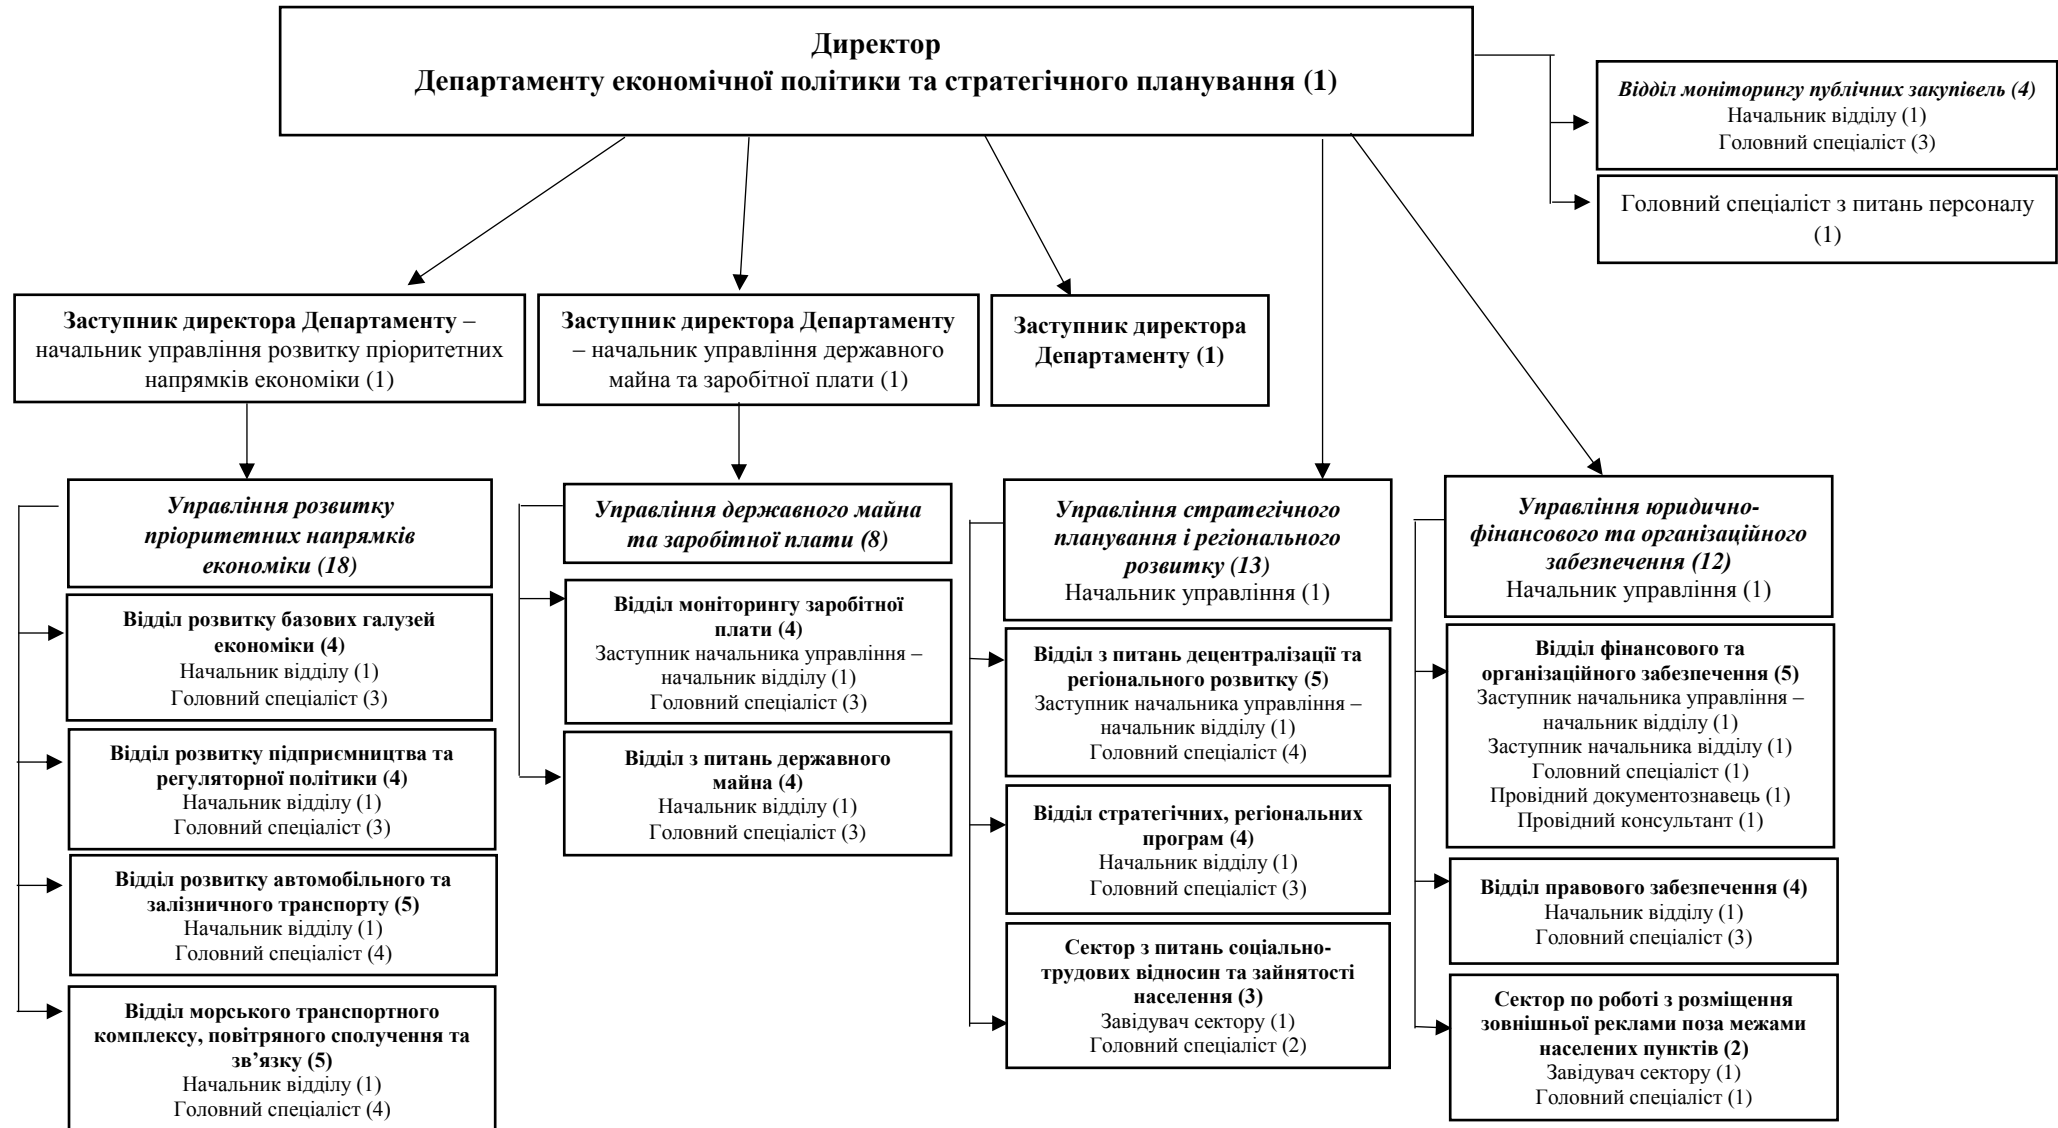 Директор
Департаменту економічної політики та стратегічного планування (1)
Відділ моніторингу публічних закупівель (4)
Начальник відділу (1)
Головний спеціаліст (3)
Головний спеціаліст з питань персоналу
(1)
Заступник директора Департаменту –
начальник управління розвитку пріоритетних
напрямків економіки (1)
Заступник директора Департаменту
– начальник управління державного
майна та заробітної плати (1)
Заступник директора
Департаменту (1)
Управління розвитку
пріоритетних напрямків
економіки (18)
Відділ розвитку базових галузей
економіки (4)
Начальник відділу (1)
Головний спеціаліст (3)
Відділ розвитку підприємництва та
регуляторної політики (4)
Начальник відділу (1)
Головний спеціаліст (3)
Відділ розвитку автомобільного та
залізничного транспорту (5)
Начальник відділу (1)
Головний спеціаліст (4)
Відділ морського транспортного
комплексу, повітряного сполучення та
зв’язку (5)
Начальник відділу (1)
Головний спеціаліст (4)
Управління державного майна
та заробітної плати (8)
Відділ моніторингу заробітної
плати (4)
Заступник начальника управління –
начальник відділу (1)
Головний спеціаліст (3)
Відділ з питань державного
майна (4)
Начальник відділу (1)
Головний спеціаліст (3)
Управління стратегічного
планування і регіонального
розвитку (13)
Начальник управління (1)
Відділ з питань децентралізації та
регіонального розвитку (5)
Заступник начальника управління –
начальник відділу (1)
Головний спеціаліст (4)
Відділ стратегічних, регіональних
програм (4)
Начальник відділу (1)
Головний спеціаліст (3)
Сектор з питань соціально-
трудових відносин та зайнятості
населення (3)
Завідувач сектору (1)
Головний спеціаліст (2)
Управління юридично-
фінансового та організаційного
забезпечення (12)
Начальник управління (1)
Відділ фінансового та
організаційного забезпечення (5)
Заступник начальника управління –
начальник відділу (1)
Заступник начальника відділу (1)
Головний спеціаліст (1)
Провідний документознавець (1)
Провідний консультант (1)
Відділ правового забезпечення (4)
Начальник відділу (1)
Головний спеціаліст (3)
Сектор по роботі з розміщення
зовнішньої реклами поза межами
населених пунктів (2)
Завідувач сектору (1)
Головний спеціаліст (1)